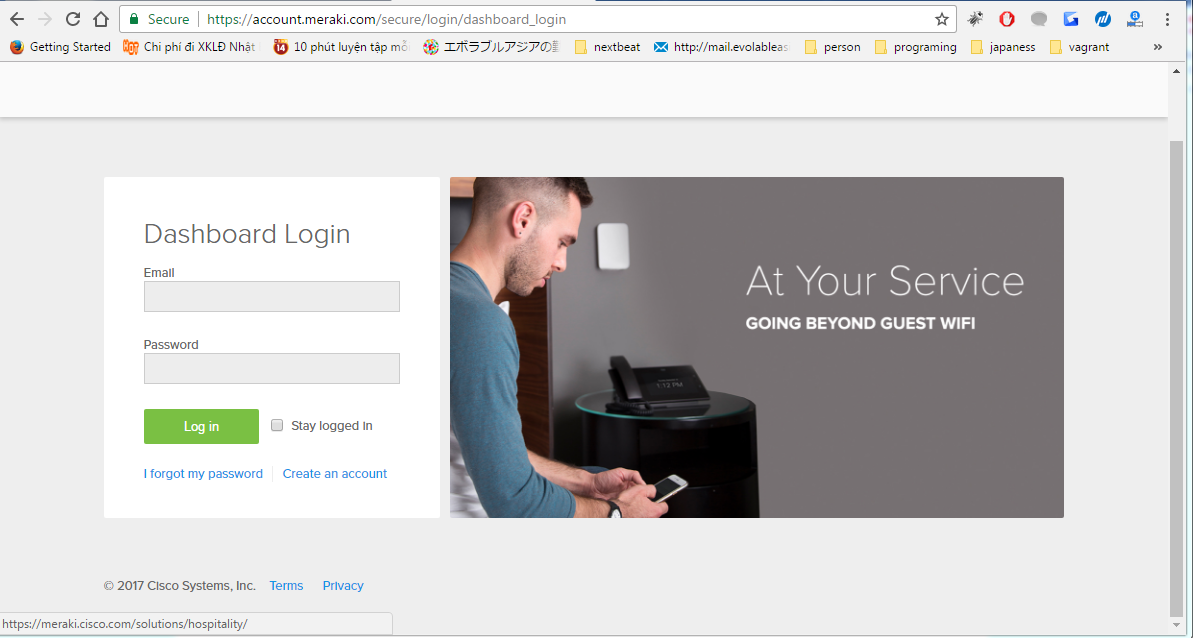 Secure https://account.meraki.com/secure/login/dashboard_login
Getting Started Chi phí đi XKLĐ Nhật 10 phút luyện tập mỗ エボラブルアジアの nextbeat http://mail.evolableas person programing japaness vagrant »
Dashboard Login
Email
Password
Log in Stay logged in
I forgot my password Create an account
At Your Service
GOING BEYOND GUEST WIFI
1:12 PM
© 2017 Cisco Systems, Inc. Terms Privacy
https://meraki.cisco.com/solutions/hospitality/